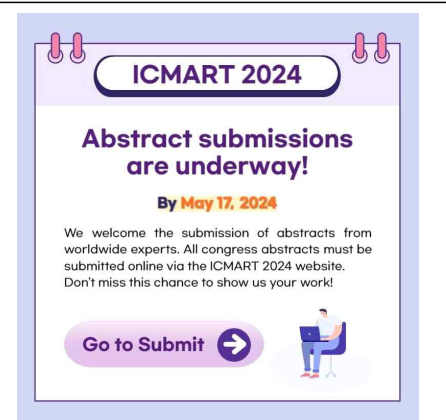 ICMART 2024
Abstract submissions
are underway!
By May 17, 2024
We welcome the submission of abstracts from
worldwide experts. All congress abstracts must be
submitted online via the ICMART 2024 website.
Don't miss this chance to show us your work!
Go to Submit